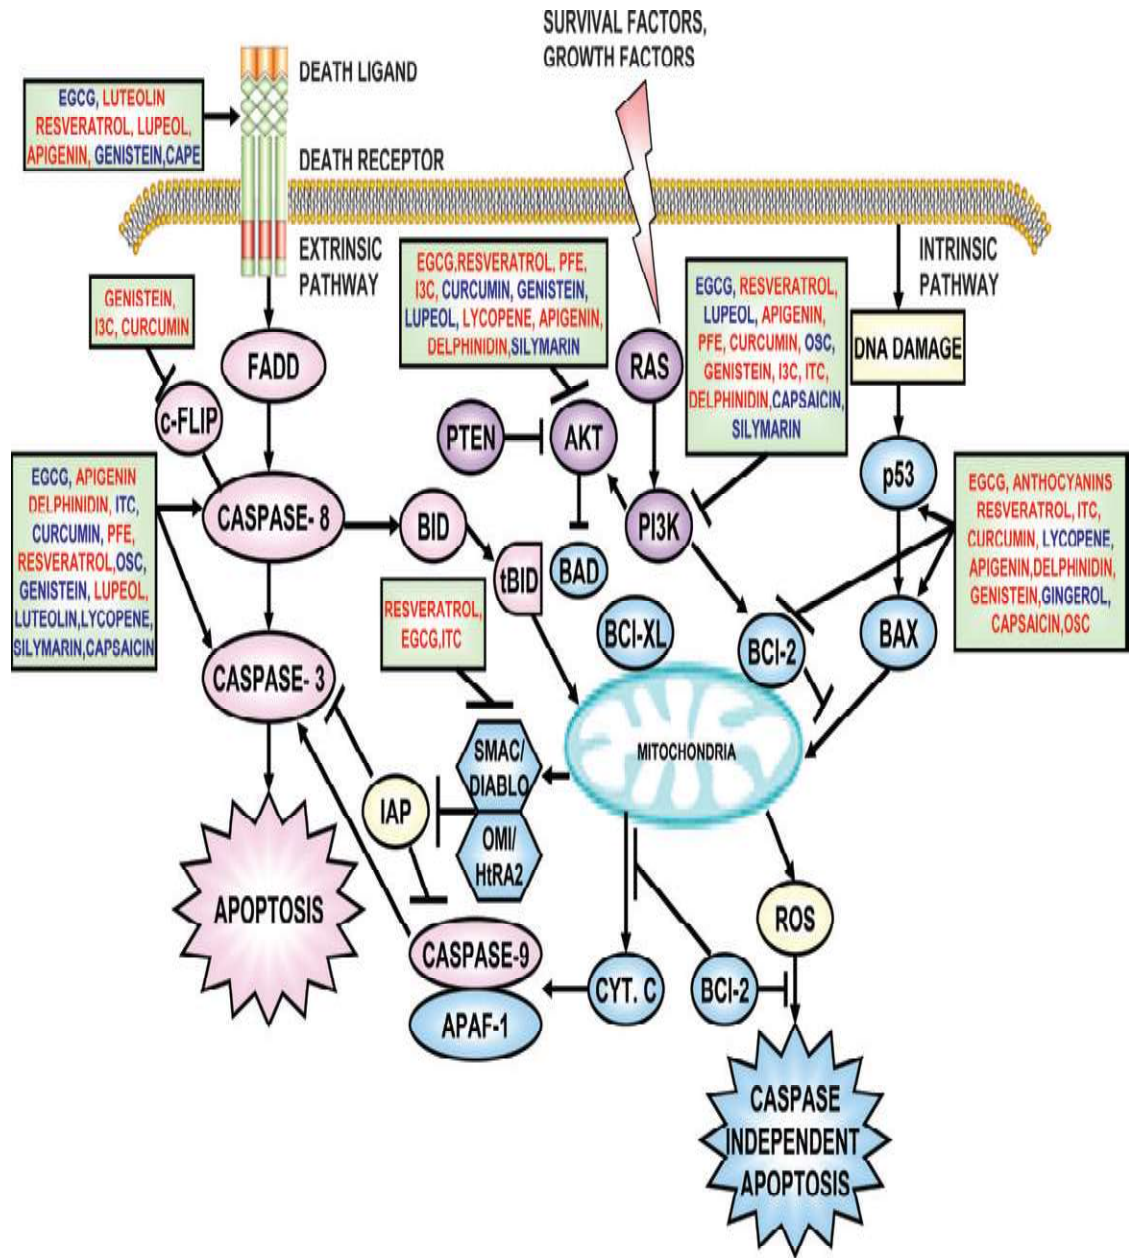 SURVIVAL FACTORS,
GROWTH FACTORS
DEATH LIGAND
EGCG, LUTEOLIN
RESVERATROL, LUPEOL,
APIGENIN, GENISTEIN,CAPE
DEATH RECEPTOR
EXTRINSIC
PATHWAY
INTRINSIC
PATHWAY
GENISTEIN,
I3C, CURCUMIN
EGCG,RESVERATROL, PFE,
I3C, CURCUMIN, GENISTEIN,
LUPEOL, LYCOPENE, APIGENIN,
DELPHINIDIN,SILYMARIN
EGCG, RESVERATROL,
LUPEOL, APIGENIN,
PFE, CURCUMIN, OSC,
GENISTEIN, I3C, ITC,
DELPHINIDIN,CAPSAICIN,
SILYMARIN
DNA DAMAGE
FADD
RAS
c-FLIP
PTEN
AKT
p53
EGCG, APIGENIN
DELPHINIDIN, ITC,
CURCUMIN, PFE,
RESVERATROL,OSC,
GENISTEIN, LUPEOL,
LUTEOLIN,LYCOPENE,
SILYMARIN,CAPSAICIN
EGCG, ANTHOCYANINS
RESVERATROL, ITC,
CURCUMIN, LYCOPENE,
APIGENIN,DELPHINIDIN,
GENISTEIN,GINGEROL,
CAPSAICIN,OSC
CASPASE- 8
BID
PI3K
tBID
BAD
RESVERATROL,
EGCG,ITC
BCl-XL
BCl-2
BAX
CASPASE- 3
MITOCHONDRIA
SMAC/
DIABLO
IAP
OMI/
HtRA2
APOPTOSIS
ROS
CASPASE-9
CYT. C
BCl-2
APAF-1
CASPASE
INDEPENDENT
APOPTOSIS